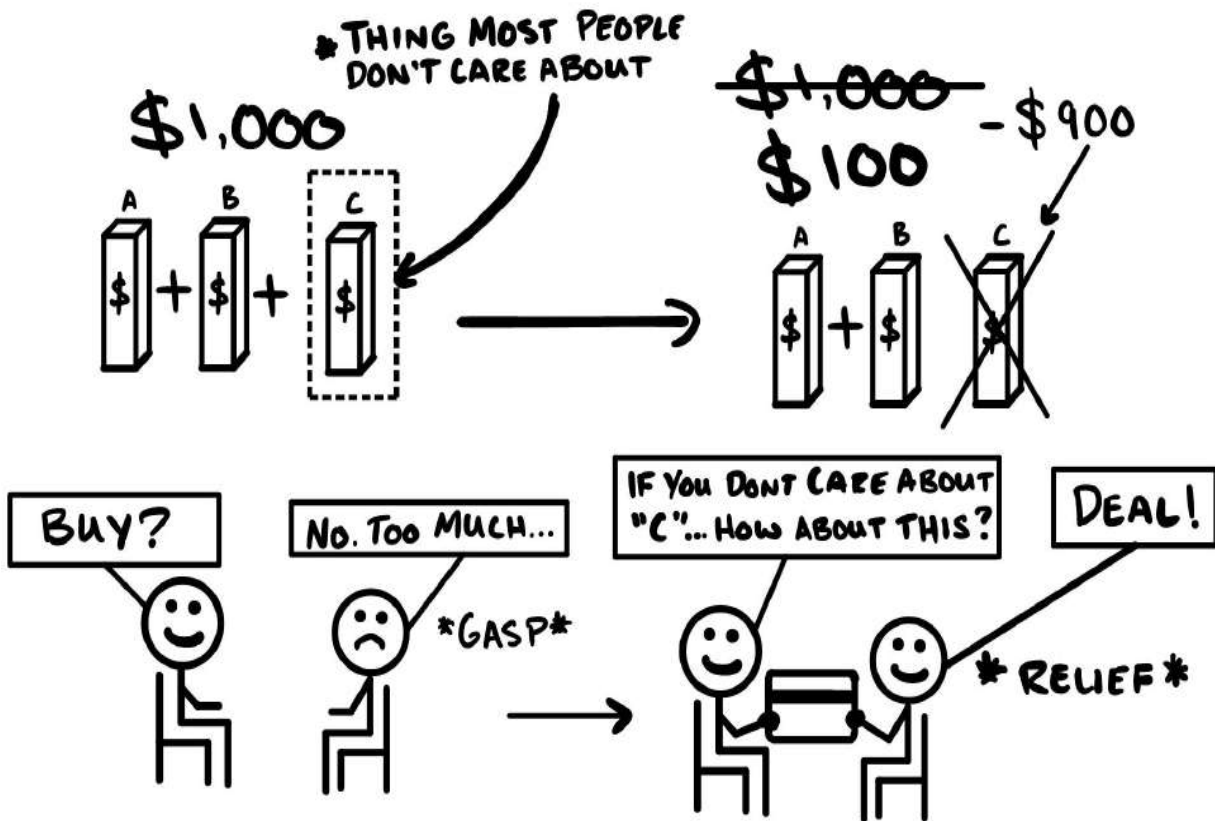 * THING MOST PEOPLE
DON'T CARE ABOUT
$1,000
A B C
$ + $ + $
$1,000
- $900
$100
A B C
$ + $ $
BUY?
NO. TOO MUCH...
*GASP*
IF YOU DONT CARE ABOUT
"C"... HOW ABOUT THIS?
DEAL!
*RELIEF*